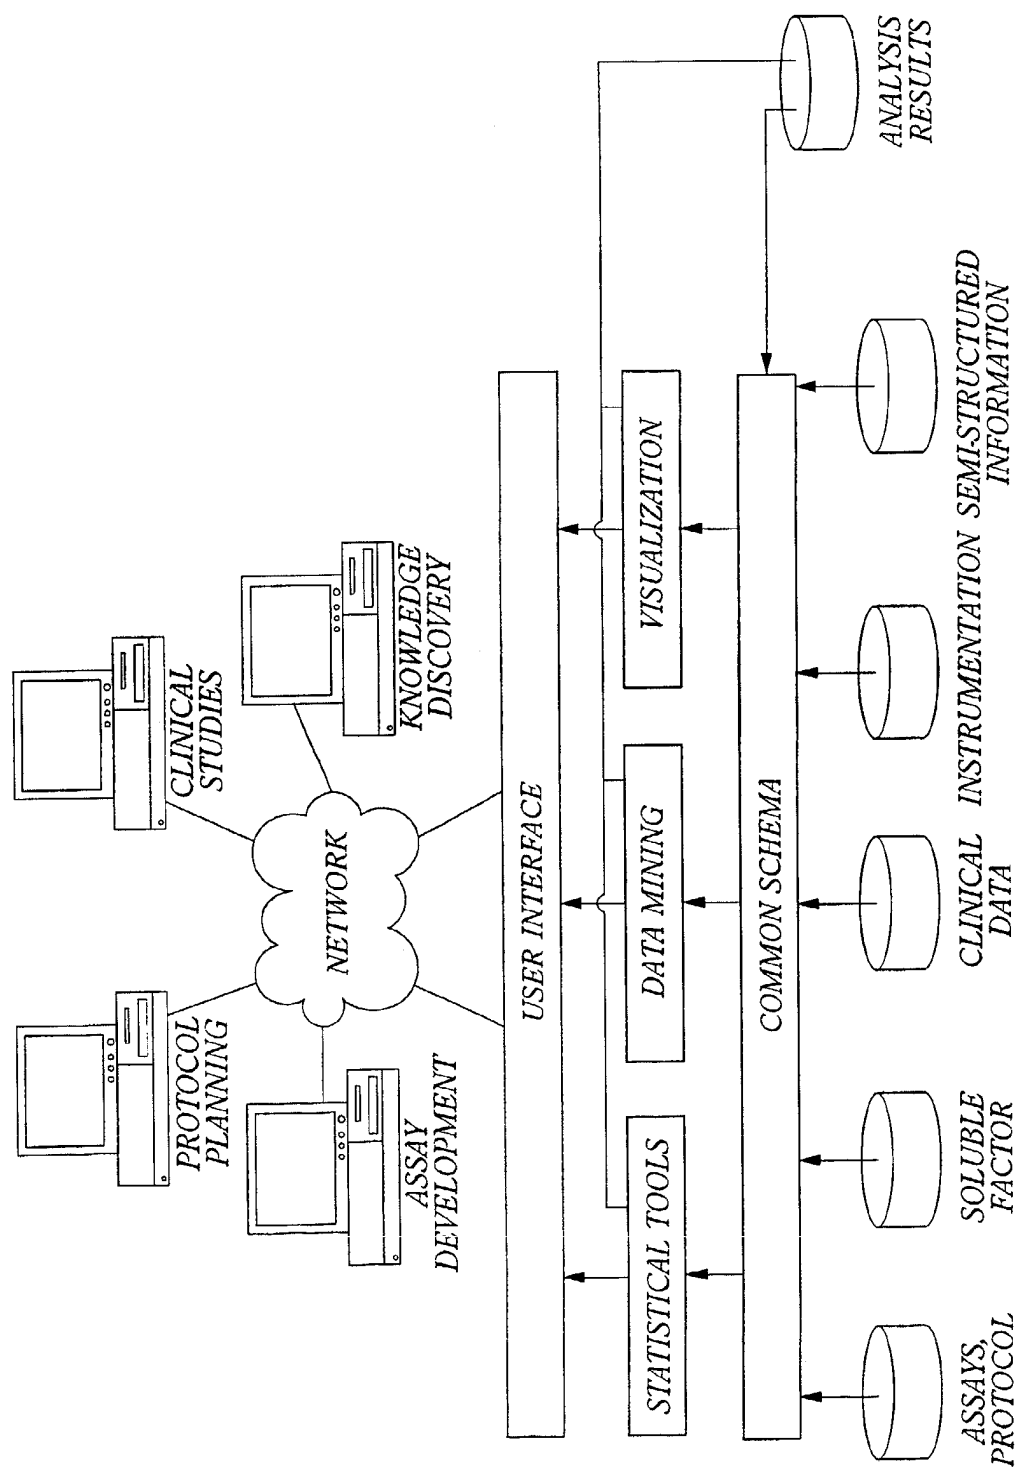 PROTOCOL
PLANNING
CLINICAL
STUDIES
ASSAY
DEVELOPMENT
NETWORK
KNOWLEDGE
DISCOVERY
USER INTERFACE
STATISTICAL TOOLS
DATA MINING
VISUALIZATION
COMMON SCHEMA
ASSAYS,
PROTOCOL
SOLUBLE
FACTOR
CLINICAL
DATA
INSTRUMENTATION
SEMI-STRUCTURED
INFORMATION
ANALYSIS
RESULTS